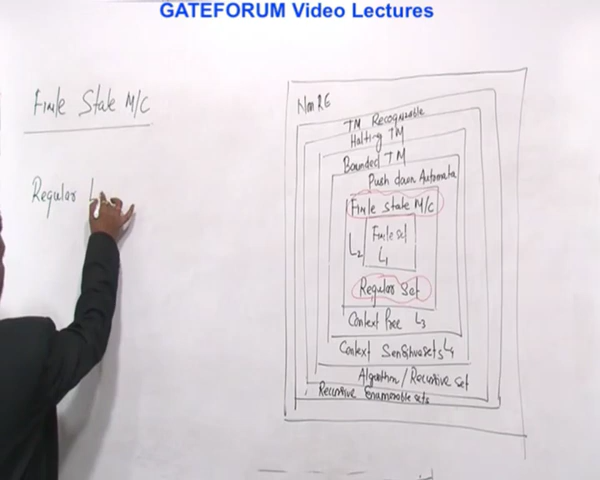 GATEFORUM Video Lectures
Finite State M/C
Regular L
Non RE
TM Recognizable
Halting TM
Bounded TM
Push down Automata
Finite State M/C
Finite set
L2
L1
Regular Set
Context Free L3
Context Sensitive sets L4
Algorithm / Recursive set
Recursive Enumerable sets